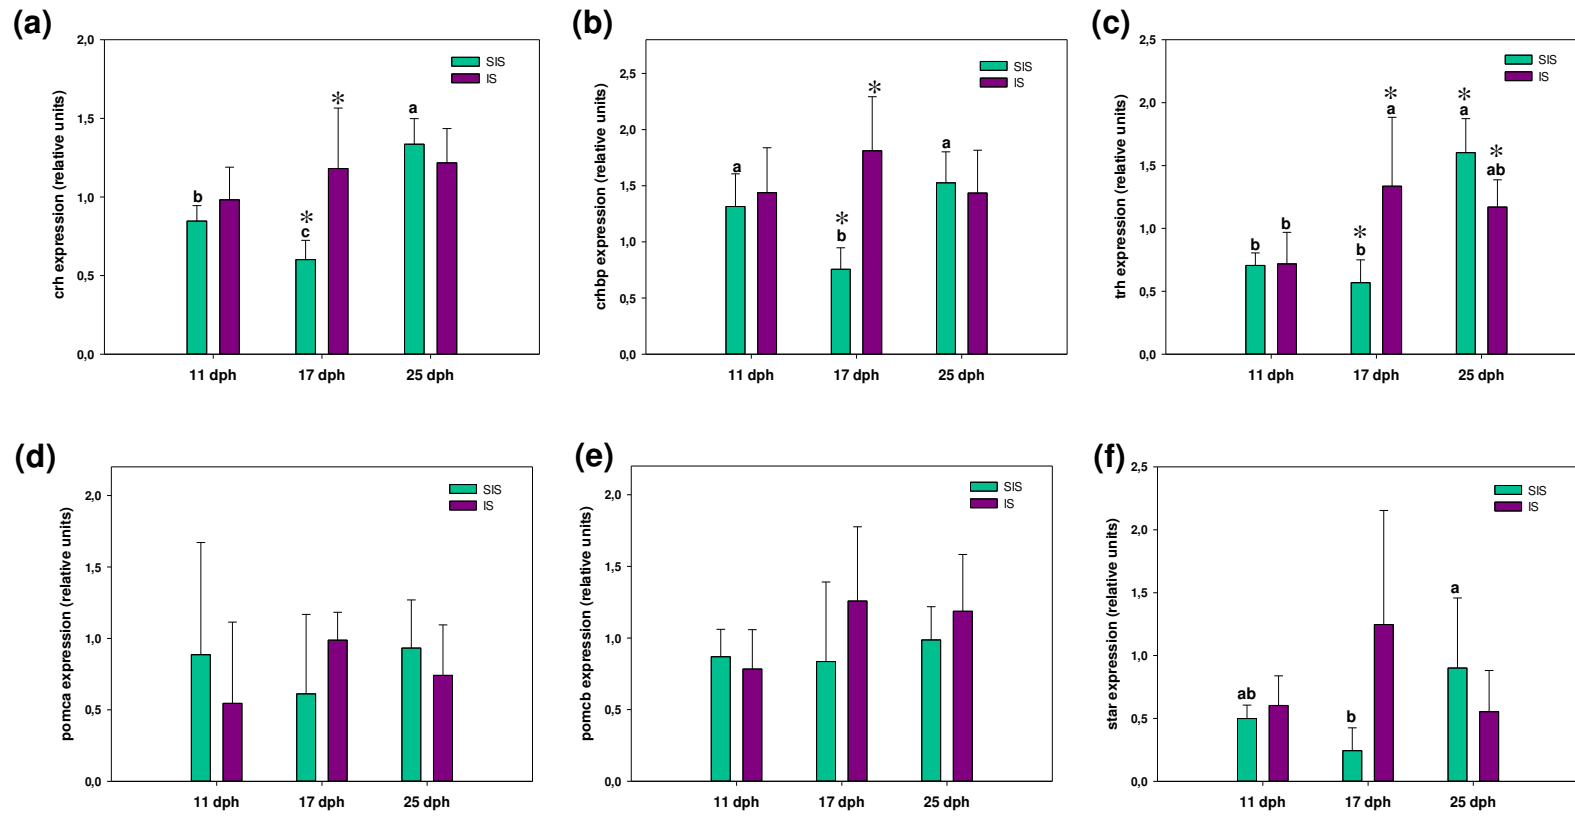 (a)
crh expression (relative units)
2,0
1,5
1,0
0,5
0,0
SIS
IS
b
*
c
*
a
11 dph
17 dph
25 dph
(b)
crhbp expression (relative units)
2,5
2,0
1,5
1,0
0,5
0,0
SIS
IS
a
*
b
*
a
11 dph
17 dph
25 dph
(c)
trh expression (relative units)
2,5
2,0
1,5
1,0
0,5
0,0
SIS
IS
b
b
*
b
*
a
*
a
*
ab
11 dph
17 dph
25 dph
(d)
pomca expression (relative units)
2,0
1,5
1,0
0,5
0,0
SIS
IS
11 dph
17 dph
25 dph
(e)
pomcb expression (relative units)
2,0
1,5
1,0
0,5
0,0
SIS
IS
11 dph
17 dph
25 dph
(f)
star expression (relative units)
2,5
2,0
1,5
1,0
0,5
0,0
SIS
IS
ab
b
a
11 dph
17 dph
25 dph